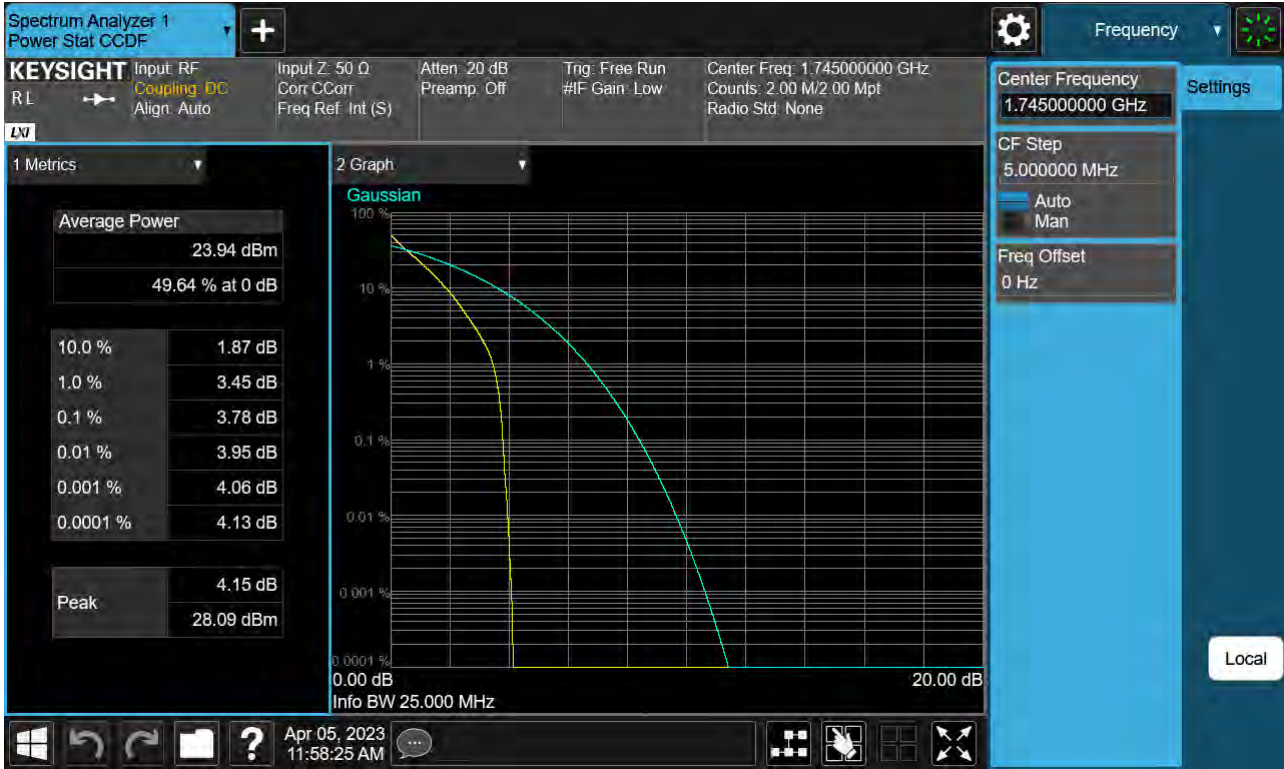 Spectrum Analyzer 1
Power Stat CCDF
Frequency
KEYSIGHT
R L
LXI
Input: RF
Coupling: DC
Align: Auto
Input Z: 50 Ω
Corr CCorr
Freq Ref: Int (S)
Atten: 20 dB
Preamp: Off
Trig: Free Run
#IF Gain: Low
Center Freq: 1.745000000 GHz
Counts: 2.00 M/2.00 Mpt
Radio Std: None
Center Frequency
1.745000000 GHz
Settings
CF Step
5.000000 MHz
Auto
Man
Freq Offset
0 Hz
Local
1 Metrics
Average Power
23.94 dBm
49.64 % at 0 dB
10.0 % 1.87 dB
1.0 % 3.45 dB
0.1 % 3.78 dB
0.01 % 3.95 dB
0.001 % 4.06 dB
0.0001 % 4.13 dB
Peak
4.15 dB
28.09 dBm
2 Graph
Gaussian
100 %
10 %
1 %
0.1 %
0.01 %
0.001 %
0.0001 %
0.00 dB 20.00 dB
Info BW 25.000 MHz
?
Apr 05, 2023
11:58:25 AM